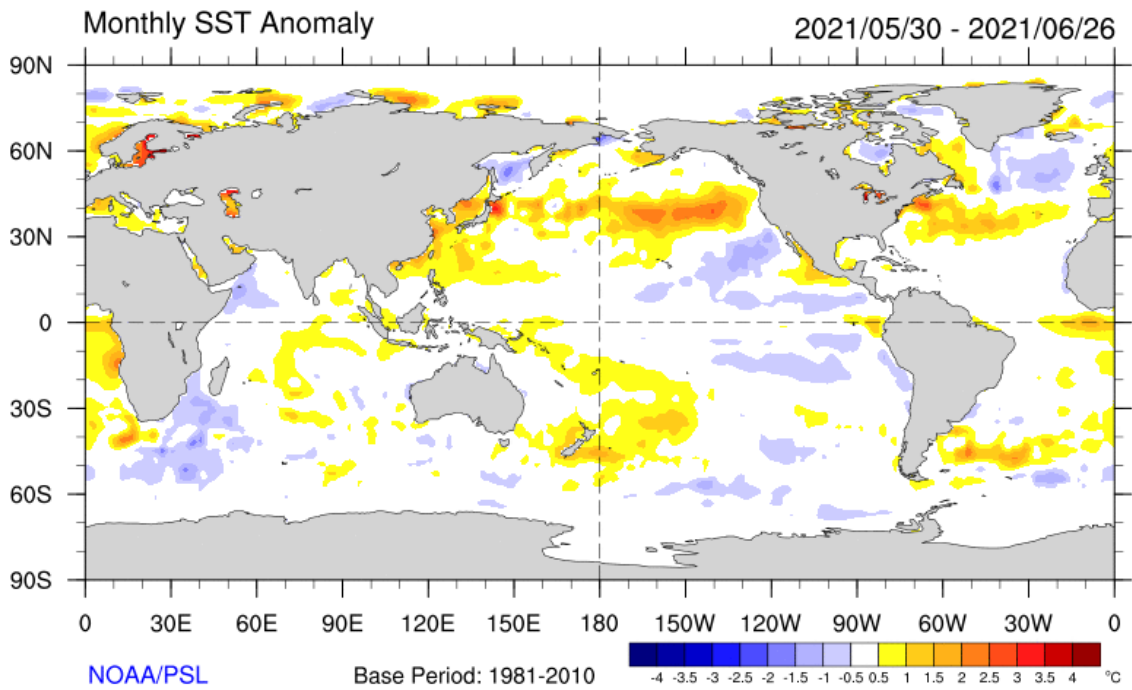 Monthly SST Anomaly 2021/05/30 - 2021/06/26
90N
60N
30N
0
30S
60S
90S
0 30E 60E 90E 120E 150E 180 150W 120W 90W 60W 30W 0
NOAA/PSL Base Period: 1981-2010
-4 -3.5 -3 -2.5 -2 -1.5 -1 -0.5 0.5 1 1.5 2 2.5 3 3.5 4 °C